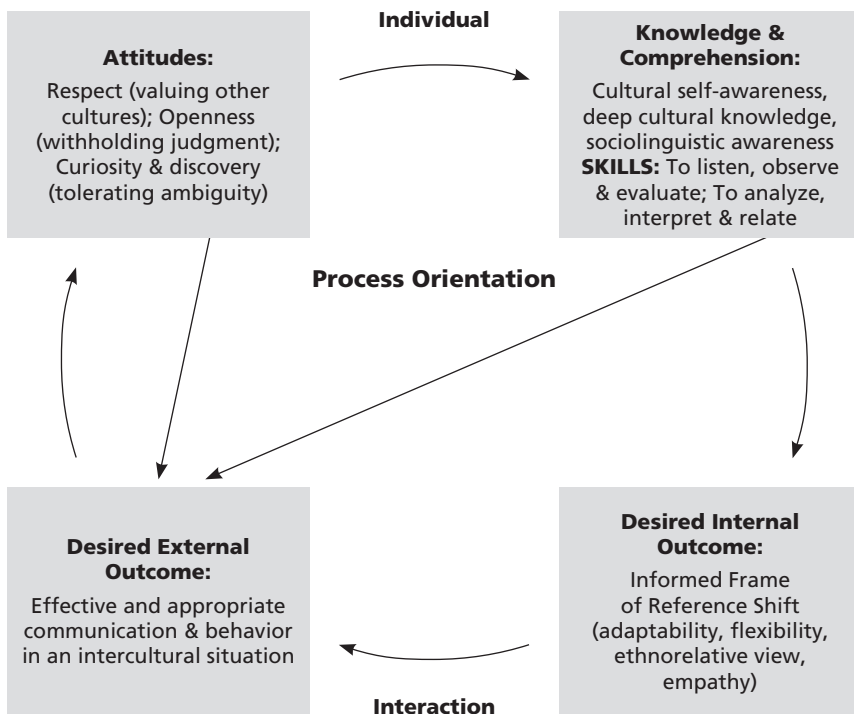 Individual
Attitudes:
Respect (valuing other
cultures); Openness
(withholding judgment);
Curiosity & discovery
(tolerating ambiguity)
Knowledge &
Comprehension:
Cultural self-awareness,
deep cultural knowledge,
sociolinguistic awareness
SKILLS: To listen, observe
& evaluate; To analyze,
interpret & relate
Process Orientation
Desired External
Outcome:
Effective and appropriate
communication & behavior
in an intercultural situation
Desired Internal
Outcome:
Informed Frame
of Reference Shift
(adaptability, flexibility,
ethnorelative view,
empathy)
Interaction